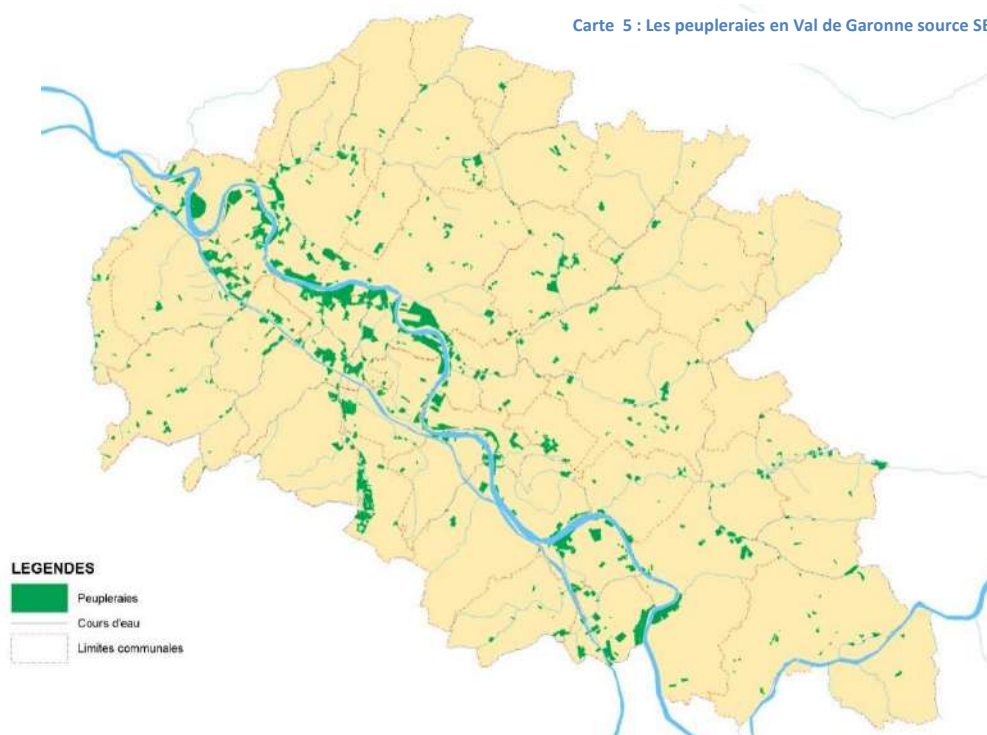 Carte 5 : Les peupleraies en Val de Garonne source SE
LEGENDES
Peupleraies
Cours d'eau
Limites communales